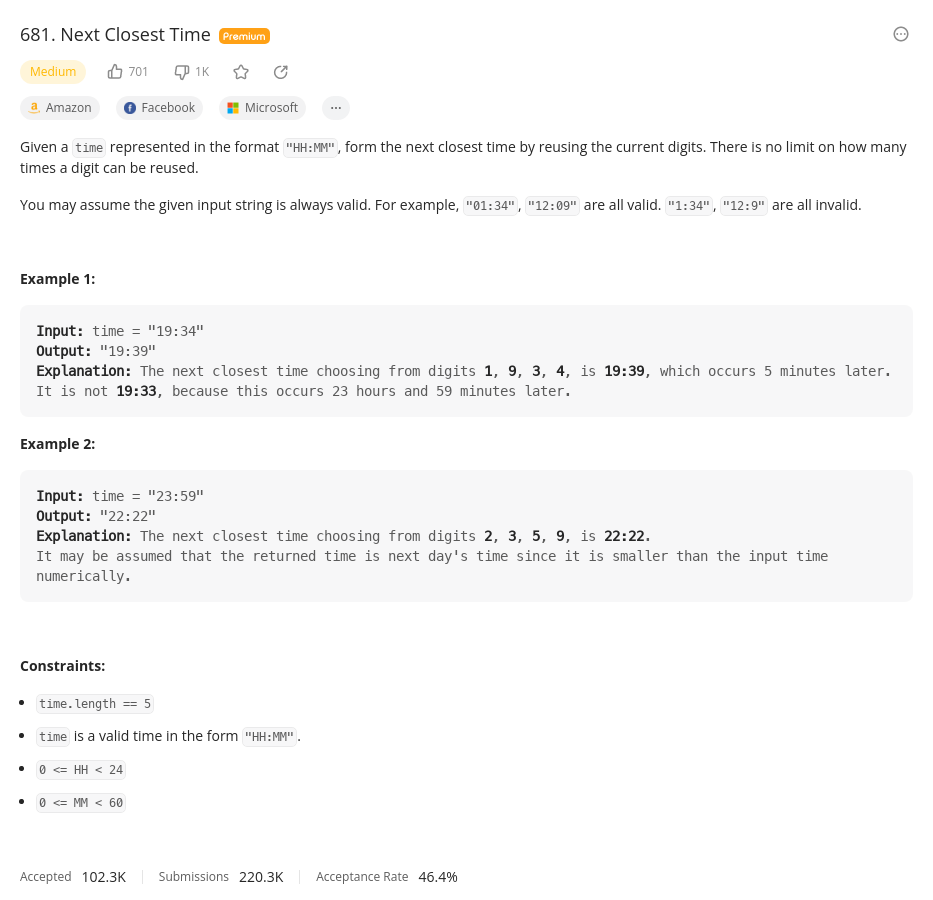 681. Next Closest Time Premium
Medium 701 1K
Amazon Facebook Microsoft ...
Given a time represented in the format "HH:MM", form the next closest time by reusing the current digits. There is no limit on how many
times a digit can be reused.
You may assume the given input string is always valid. For example, "01:34", "12:09" are all valid. "1:34", "12:9" are all invalid.
Example 1:
Input: time = "19:34"
Output: "19:39"
Explanation: The next closest time choosing from digits 1, 9, 3, 4, is 19:39, which occurs 5 minutes later.
It is not 19:33, because this occurs 23 hours and 59 minutes later.
Example 2:
Input: time = "23:59"
Output: "22:22"
Explanation: The next closest time choosing from digits 2, 3, 5, 9, is 22:22.
It may be assumed that the returned time is next day's time since it is smaller than the input time
numerically.
Constraints:
• time.length == 5
• time is a valid time in the form "HH:MM".
• 0 <= HH < 24
• 0 <= MM < 60
Accepted 102.3K Submissions 220.3K Acceptance Rate 46.4%